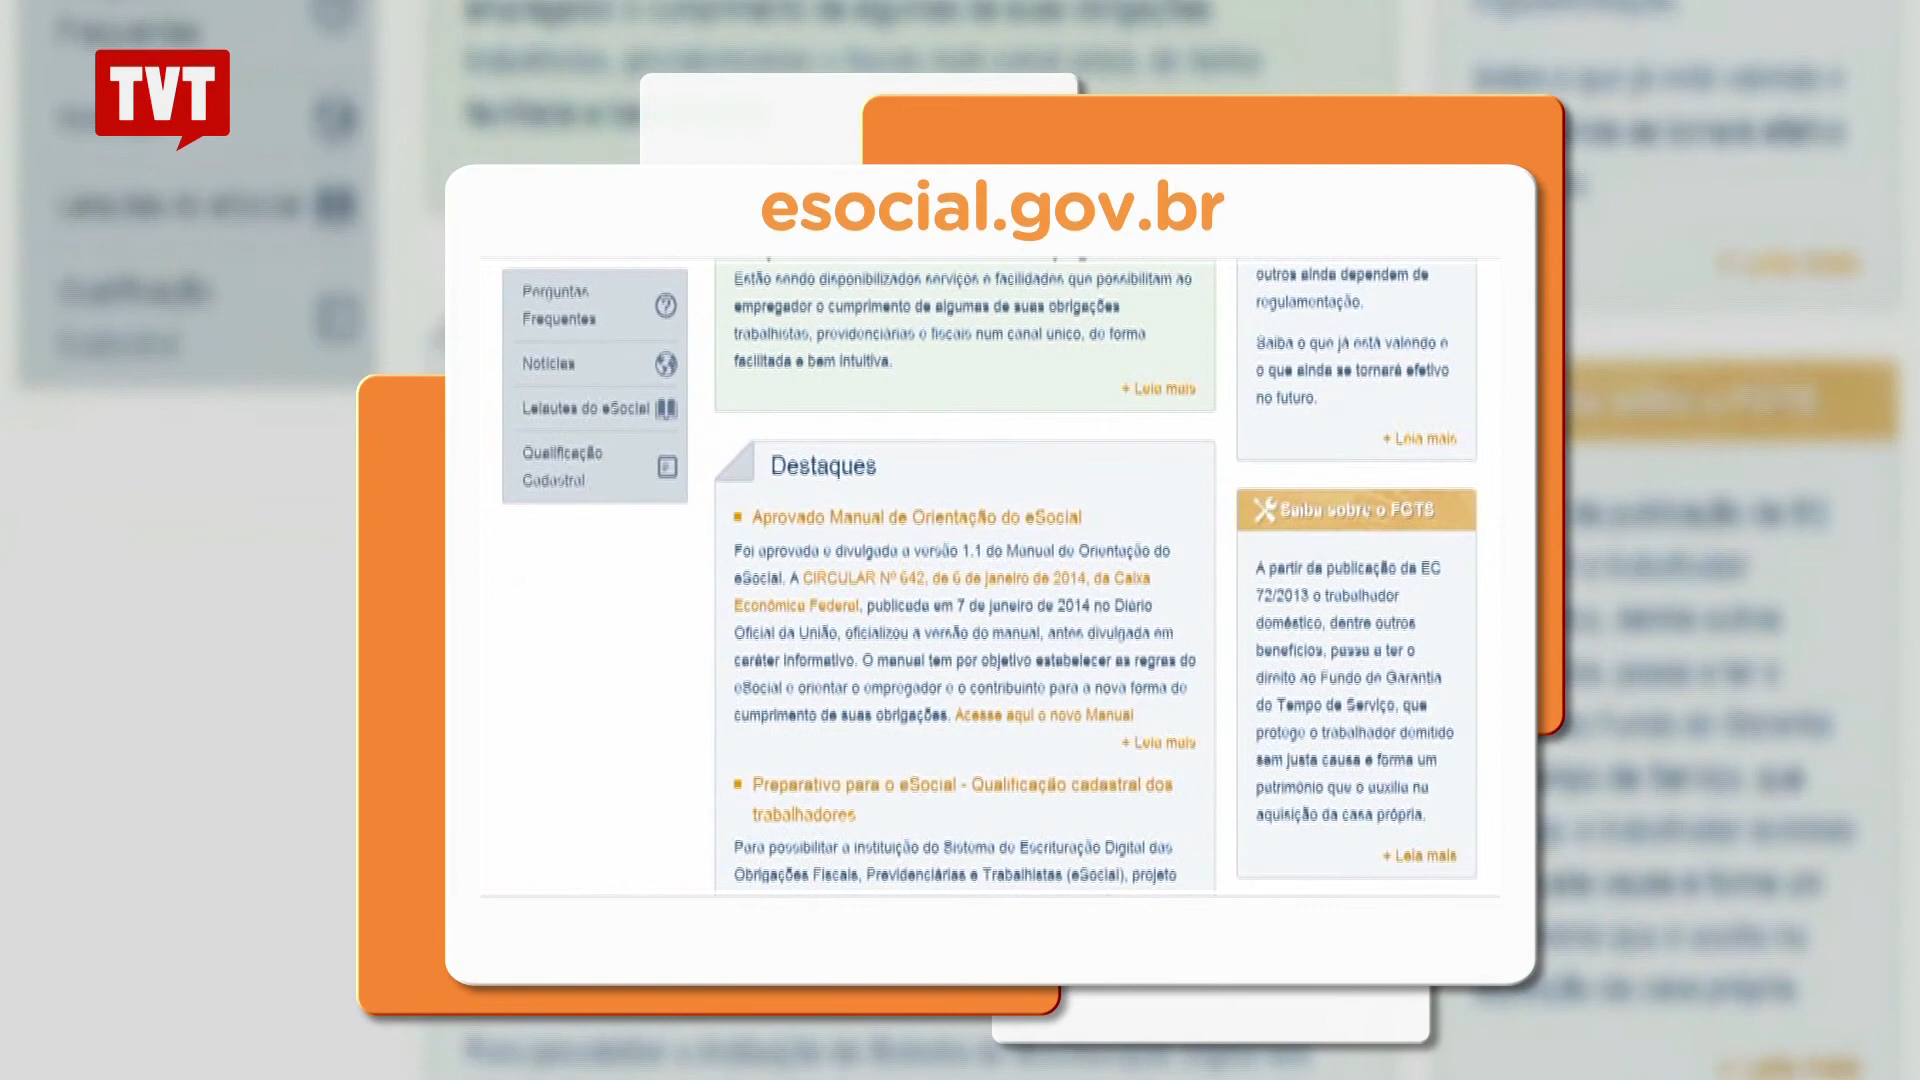 TVT
esocial.gov.br
Perguntas
Frequentes
Notícias
Leiautes do eSocial
Qualificação
Cadastral
Estão sendo disponibilizados serviços e facilidades que possibilitam ao
empregador o cumprimento de algumas de suas obrigações
trabalhistas, previdenciárias e fiscais num canal unico, de forma
facilitada e bem intuitiva.
+ Leia mais
Destaques
Aprovado Manual de Orientação do eSocial
Foi aprovada e divulgada a versão 1.1 do Manual de Orientação do
eSocial. A CIRCULAR Nº 642, de 6 de janeiro de 2014, da Caixa
Econômica Federal, publicada em 7 de janeiro de 2014 no Diário
Oficial da União, oficializou a versão do manual, antes divulgada em
caráter informativo. O manual tem por objetivo estabelecer as regras do
eSocial e orientar o empregador e o contribuinte para a nova forma de
cumprimento de suas obrigações. Acesse aqui o novo Manual
+ Leia mais
Preparativo para o eSocial - Qualificação cadastral dos
trabalhadores
Para possibilitar a instituição do Sistema de Escrituração Digital das
Obrigações Fiscais, Previdenciárias e Trabalhistas (eSocial), projeto
outros ainda dependem de
regulamentação.
Saiba o que já está valendo e
o que ainda se tornará efetivo
no futuro.
+ Leia mais
Saiba sobre o FGTS
A partir da publicação da EC
72/2013 o trabalhador
doméstico, dentre outros
benefícios, passa a ter o
direito ao Fundo de Garantia
do Tempo de Serviço, que
protege o trabalhador demitido
sem justa causa e forma um
patrimônio que o auxilia na
aquisição da casa própria.
+ Leia mais